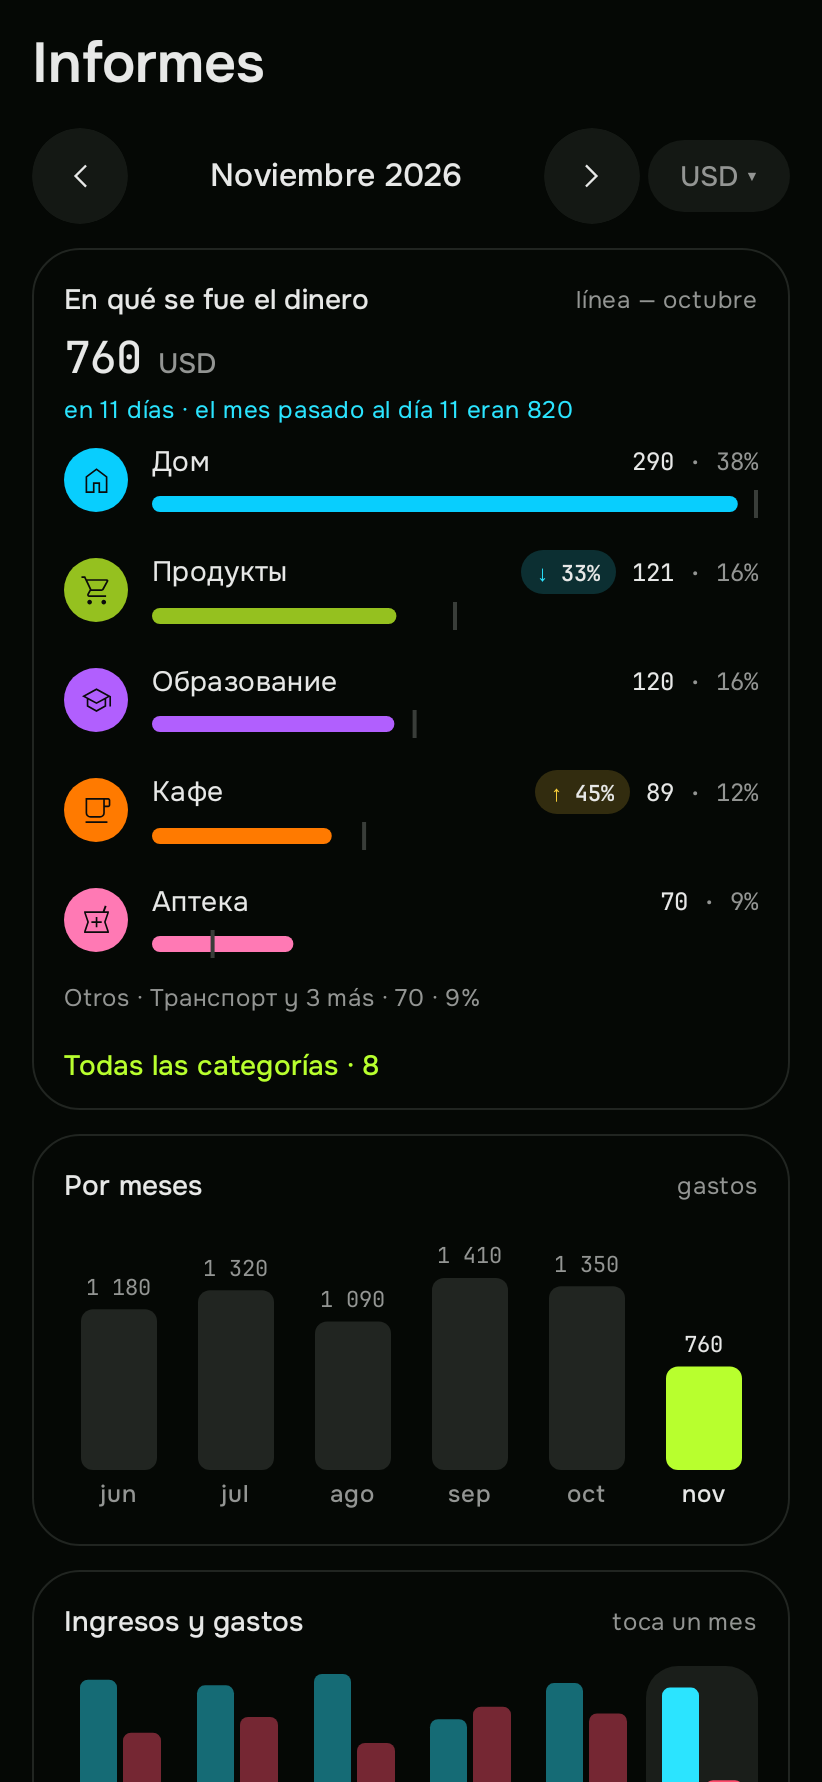 Informes
Noviembre 2026
USD ▾
En qué se fue el dinero
línea — octubre
760 USD
en 11 días · el mes pasado al día 11 eran 820
Дом
290 · 38%
Продукты
↓ 33% 121 · 16%
Образование
120 · 16%
Кафе
↑ 45% 89 · 12%
Аптека
70 · 9%
Otros · Транспорт y 3 más · 70 · 9%
Todas las categorías · 8
Por meses
gastos
1 180
1 320
1 090
1 410
1 350
760
jun
jul
ago
sep
oct
nov
Ingresos y gastos
toca un mes